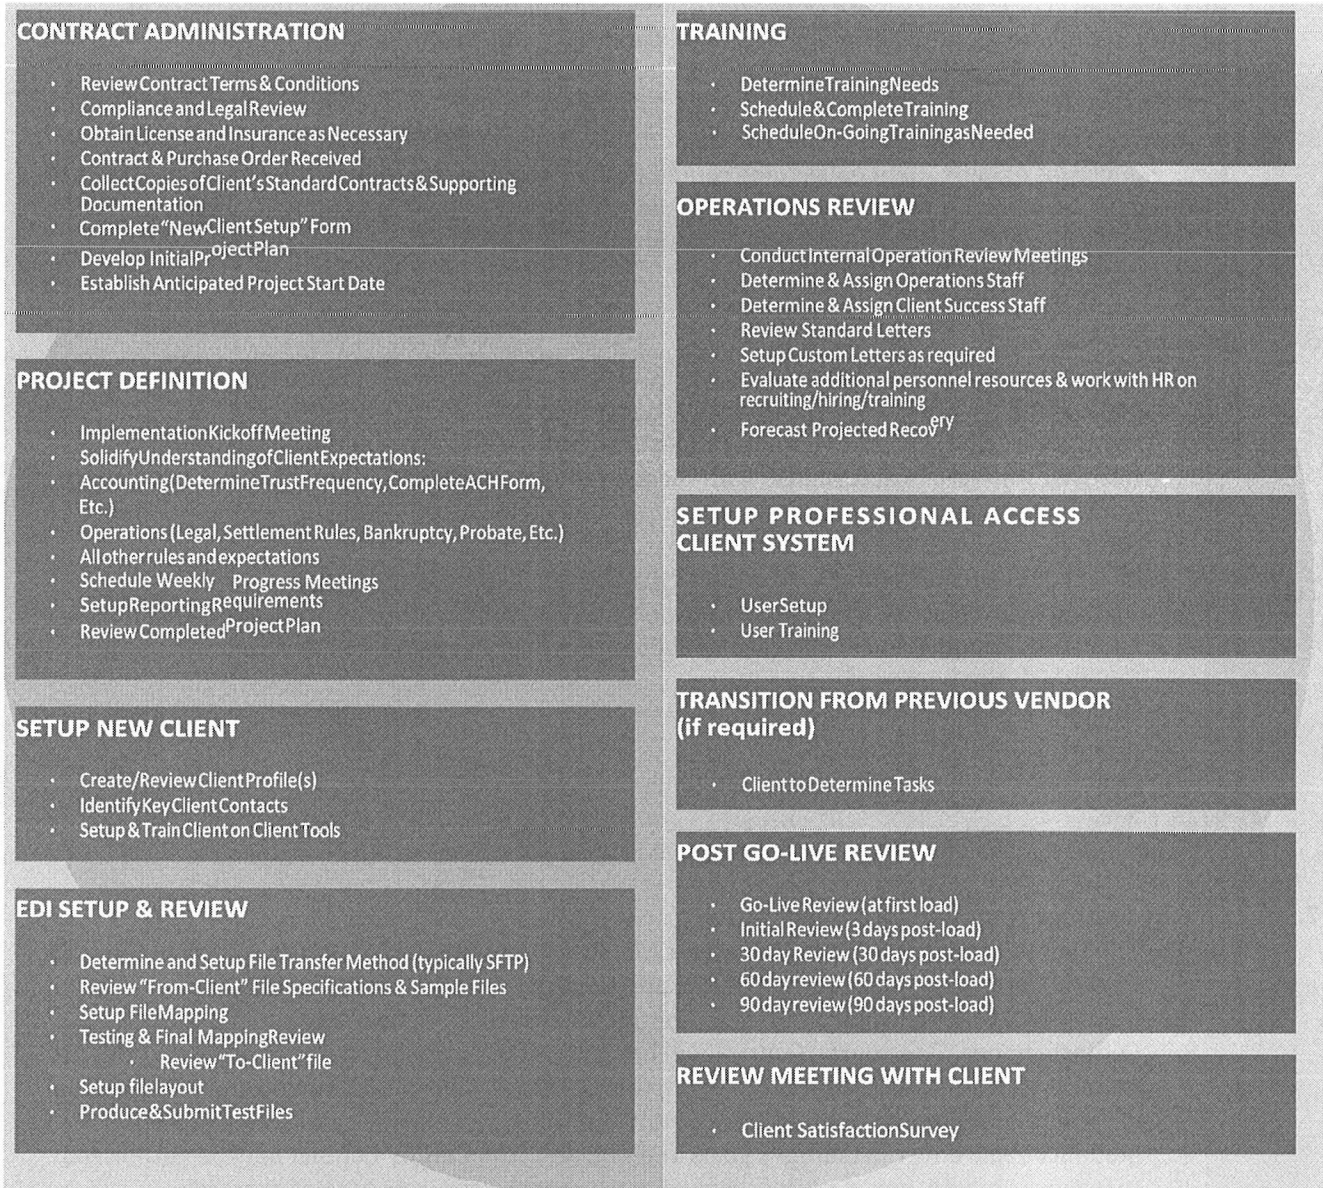 CONTRACT ADMINISTRATION
· Review Contract Terms & Conditions
· Compliance and Legal Review
· Obtain License and Insurance as Necessary
· Contract & Purchase Order Received
· Collect Copies of Client's Standard Contracts & Supporting
Documentation
· Complete "New Client Setup" Form
· Develop Initial Project Plan
· Establish Anticipated Project Start Date
PROJECT DEFINITION
· Implementation Kickoff Meeting
· Solidify Understanding of Client Expectations:
· Accounting (Determine Trust Frequency, Complete ACH Form,
Etc.)
· Operations (Legal, Settlement Rules, Bankruptcy, Probate, Etc.)
· All other rules and expectations
· Schedule Weekly Progress Meetings
· Setup Reporting Requirements
· Review Completed Project Plan
SETUP NEW CLIENT
· Create/Review Client Profile(s)
· Identify Key Client Contacts
· Setup & Train Client on Client Tools
EDI SETUP & REVIEW
· Determine and Setup File Transfer Method (typically SFTP)
· Review "From-Client" File Specifications & Sample Files
· Setup File Mapping
· Testing & Final Mapping Review
· Review "To-Client" file
· Setup file layout
· Produce & Submit Test Files
TRAINING
· Determine Training Needs
· Schedule & Complete Training
· Schedule On-Going Training as Needed
OPERATIONS REVIEW
· Conduct Internal Operation Review Meetings
· Determine & Assign Operations Staff
· Determine & Assign Client Success Staff
· Review Standard Letters
· Setup Custom Letters as required
· Evaluate additional personnel resources & work with HR on
recruiting/hiring/training
· Forecast Projected Recovery
SETUP PROFESSIONAL ACCESS
CLIENT SYSTEM
· User Setup
· User Training
TRANSITION FROM PREVIOUS VENDOR
(if required)
· Client to Determine Tasks
POST GO-LIVE REVIEW
· Go-Live Review (at first load)
· Initial Review (3 days post-load)
· 30 day Review (30 days post-load)
· 60 day review (60 days post-load)
· 90 day review (90 days post-load)
REVIEW MEETING WITH CLIENT
· Client Satisfaction Survey